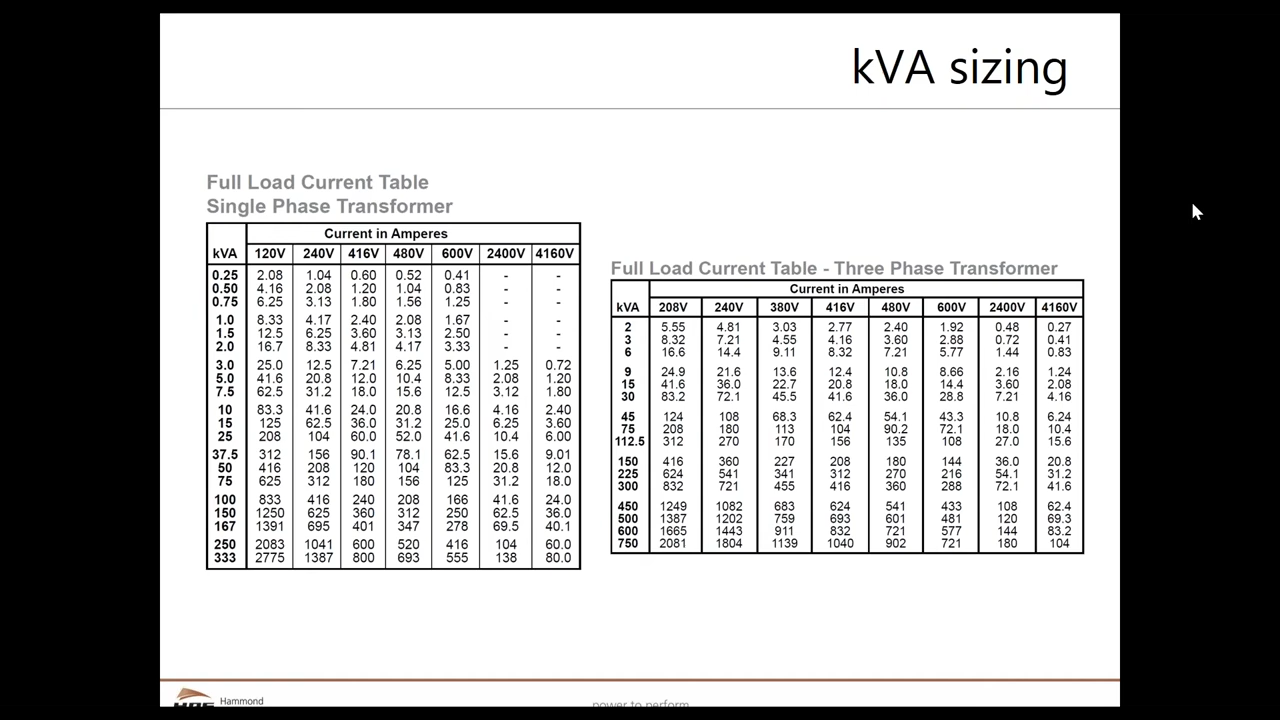 kVA sizing
Full Load Current Table
Single Phase Transformer
Current in Amperes
kVA 120V 240V 416V 480V 600V 2400V 4160V
0.25 2.08 1.04 0.60 0.52 0.41 - -
0.50 4.16 2.08 1.20 1.04 0.83 - -
0.75 6.25 3.13 1.80 1.56 1.25 - -
1.0 8.33 4.17 2.40 2.08 1.67 - -
1.5 12.5 6.25 3.60 3.13 2.50 - -
2.0 16.7 8.33 4.81 4.17 3.33 - -
3.0 25.0 12.5 7.21 6.25 5.00 1.25 0.72
5.0 41.6 20.8 12.0 10.4 8.33 2.08 1.20
7.5 62.5 31.2 18.0 15.6 12.5 3.12 1.80
10 83.3 41.6 24.0 20.8 16.6 4.16 2.40
15 125 62.5 36.0 31.2 25.0 6.25 3.60
25 208 104 60.0 52.0 41.6 10.4 6.00
37.5 312 156 90.1 78.1 62.5 15.6 9.01
50 416 208 120 104 83.3 20.8 12.0
75 625 312 180 156 125 31.2 18.0
100 833 416 240 208 166 41.6 24.0
150 1250 625 360 312 250 62.5 36.0
167 1391 695 401 347 278 69.5 40.1
250 2083 1041 600 520 416 104 60.0
333 2775 1387 800 693 555 138 80.0
Full Load Current Table - Three Phase Transformer
Current in Amperes
kVA 208V 240V 380V 416V 480V 600V 2400V 4160V
2 5.55 4.81 3.03 2.77 2.40 1.92 0.48 0.27
3 8.32 7.21 4.55 4.16 3.60 2.88 0.72 0.41
6 16.6 14.4 9.11 8.32 7.21 5.77 1.44 0.83
9 24.9 21.6 13.6 12.4 10.8 8.66 2.16 1.24
15 41.6 36.0 22.7 20.8 18.0 14.4 3.60 2.08
30 83.2 72.1 45.5 41.6 36.0 28.8 7.21 4.16
45 124 108 68.3 62.4 54.1 43.3 10.8 6.24
75 208 180 113 104 90.2 72.1 18.0 10.4
112.5 312 270 170 156 135 108 27.0 15.6
150 416 360 227 208 180 144 36.0 20.8
225 624 541 341 312 270 216 54.1 31.2
300 832 721 455 416 360 288 72.1 41.6
450 1249 1082 683 624 541 433 108 62.4
500 1387 1202 759 693 601 481 120 69.3
600 1665 1443 911 832 721 577 144 83.2
750 2081 1804 1139 1040 902 721 180 104
Hammond
power to perform